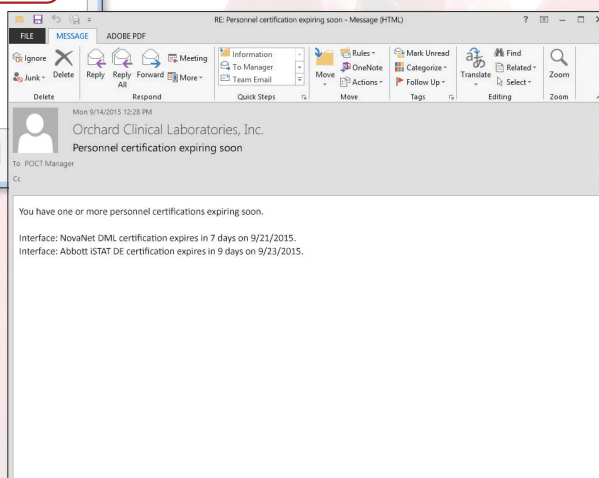 RE: Personnel certification expiring soon - Message (HTML)
FILE MESSAGE ADOBE PDF
Ignore
Junk
Delete
Delete
Reply
Reply All
Forward
Meeting
More
Respond
Information
To Manager
Team Email
Quick Steps
Move
Rules
OneNote
Actions
Move
Mark Unread
Categorize
Follow Up
Tags
Translate
Find
Related
Select
Editing
Zoom
Zoom
Mon 9/14/2015 12:28 PM
Orchard Clinical Laboratories, Inc.
Personnel certification expiring soon
To POCT Manager
Cc
You have one or more personnel certifications expiring soon.
Interface: NovaNet DML certification expires in 7 days on 9/21/2015.
Interface: Abbott iSTAT DE certification expires in 9 days on 9/23/2015.